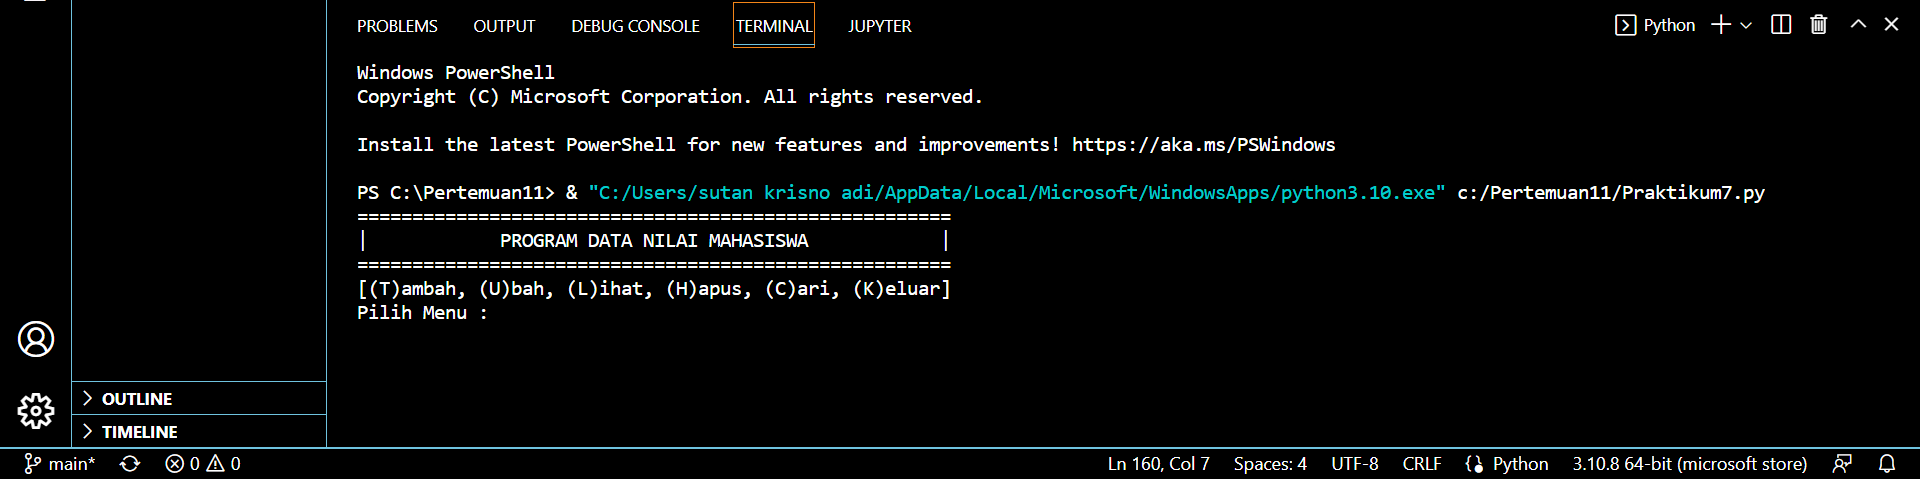 PROBLEMS OUTPUT DEBUG CONSOLE TERMINAL JUPYTER Python
Windows PowerShell
Copyright (C) Microsoft Corporation. All rights reserved.
Install the latest PowerShell for new features and improvements! https://aka.ms/PSWindows
PS C:\Pertemuan11> & "C:/Users/sutan krisno adi/AppData/Local/Microsoft/WindowsApps/python3.10.exe" c:/Pertemuan11/Praktikum7.py
======================================================
| PROGRAM DATA NILAI MAHASISWA |
======================================================
[(T)ambah, (U)bah, (L)ihat, (H)apus, (C)ari, (K)eluar]
Pilih Menu :
OUTLINE
TIMELINE
main* 0 0 Ln 160, Col 7 Spaces: 4 UTF-8 CRLF Python 3.10.8 64-bit (microsoft store)